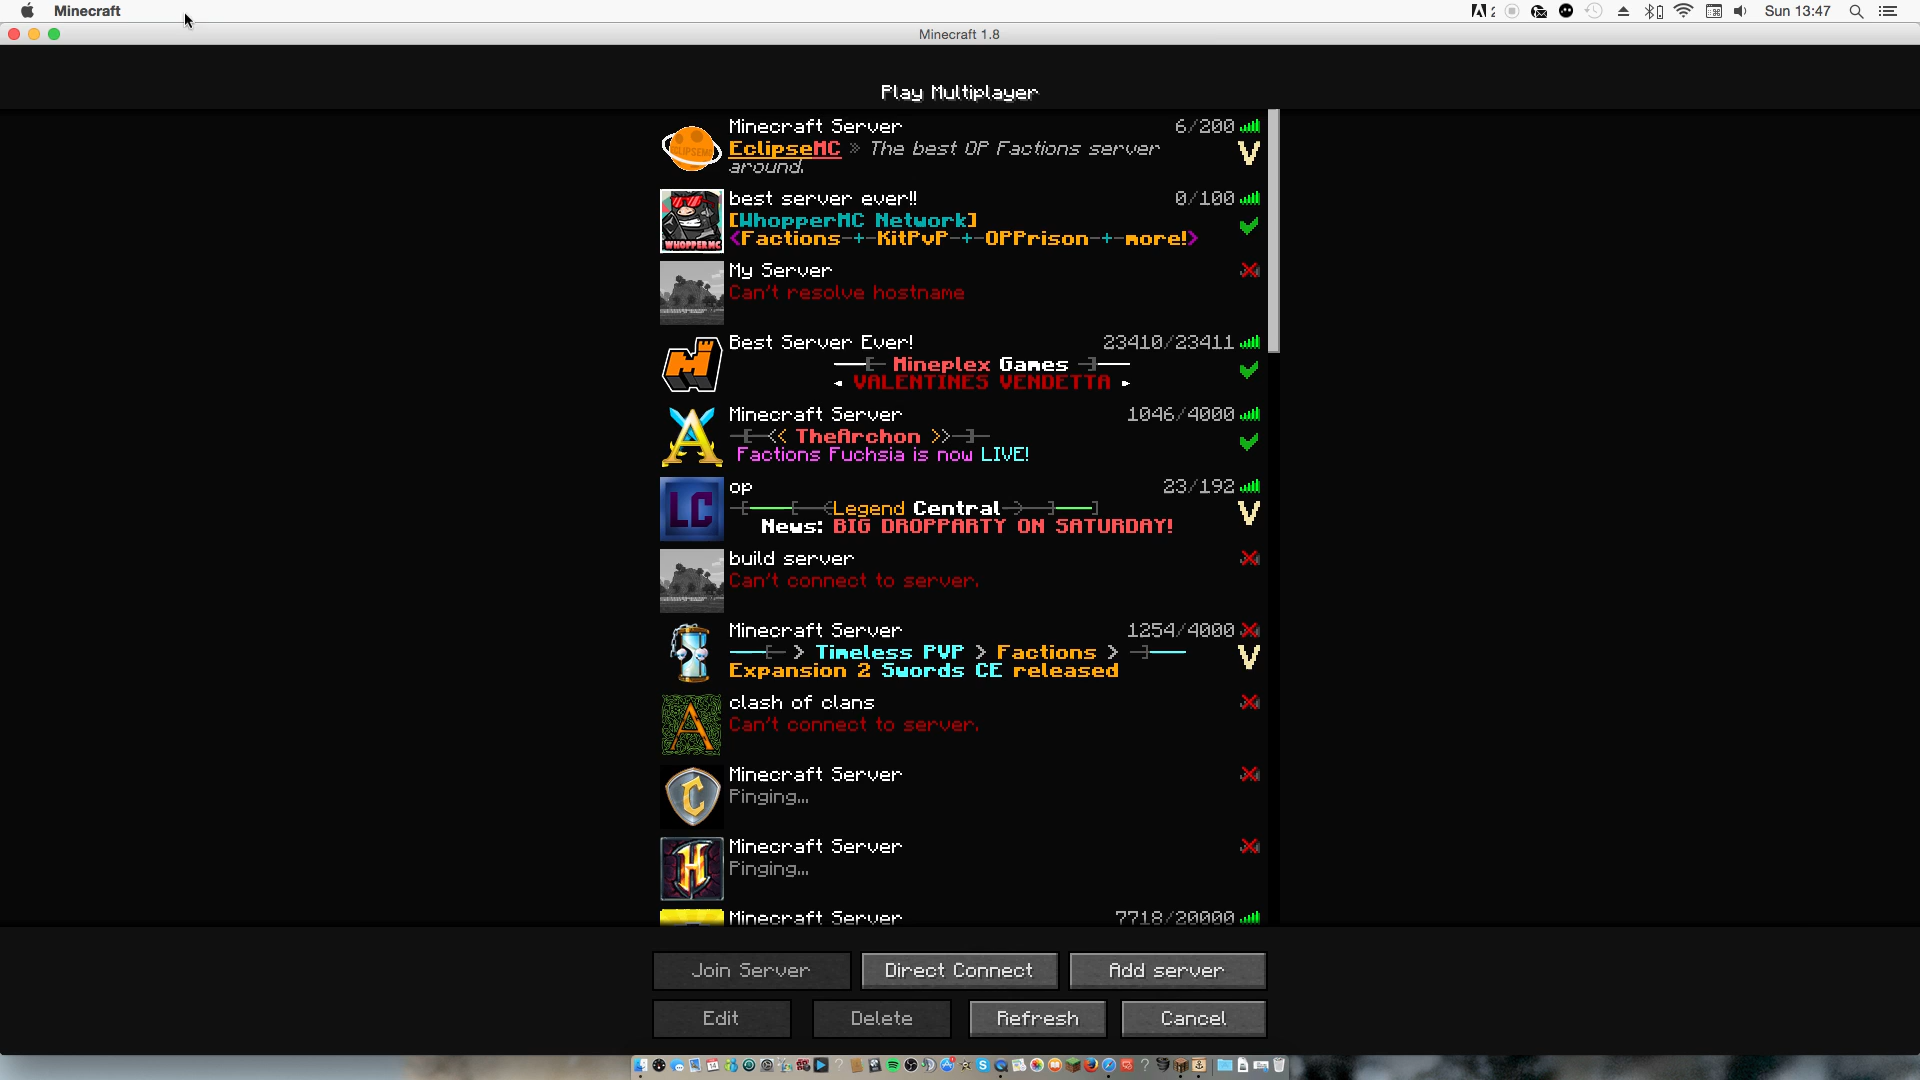 Minecraft
2
Sun 13:47
Minecraft 1.8
Play Multiplayer
Minecraft Server 6/200
EclipseMC » The best OP Factions server
around.
best server ever!! 0/100
[WhopperMC Network]
<Factions-+-KitPvP-+-OPPrison-+-more!>
WHOPPERMC
My Server
Can't resolve hostname
Best Server Ever! 23410/23411
Mineplex Games
VALENTINES VENDETTA
Minecraft Server 1046/4000
<< TheArchon >>
Factions Fuchsia is now LIVE!
op 23/192
LC
Legend Central
News: BIG DROPPARTY ON SATURDAY!
build server
Can't connect to server.
Minecraft Server 1254/4000
> Timeless PVP > Factions >
Expansion 2 Swords CE released
clash of clans
Can't connect to server.
Minecraft Server
Pinging...
Minecraft Server
Pinging...
Minecraft Server 7718/20000
Join Server Direct Connect Add server
Edit Delete Refresh Cancel